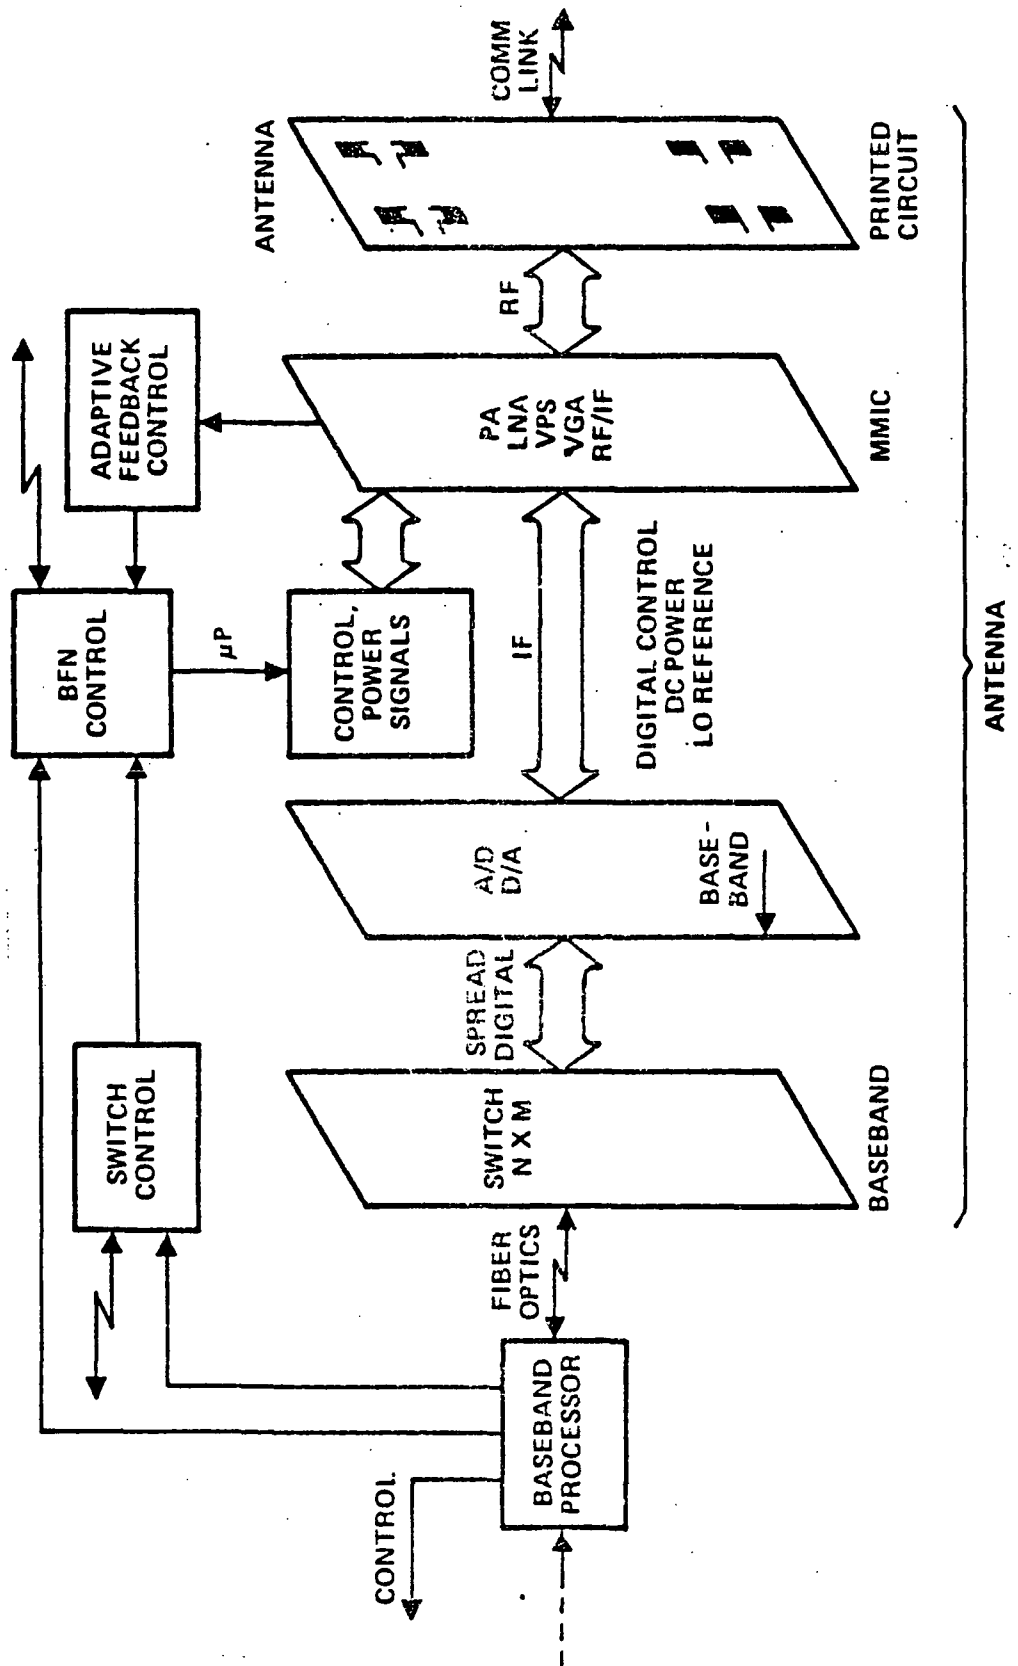 BFN
CONTROL
ADAPTIVE
FEEDBACK
CONTROL
SWITCH
CONTROL
µP
CONTROL,
POWER
SIGNALS
ANTENNA
CONTROL
BASEBAND
PROCESSOR
FIBER
OPTICS
SWITCH
N X M
SPREAD
DIGITAL
A/D
D/A
BASE-
BAND
IF
DIGITAL CONTROL
DC POWER
LO REFERENCE
PA
LNA
VPS
VGA
RF/IF
RF
COMM
LINK
BASEBAND
MMIC
PRINTED
CIRCUIT
ANTENNA